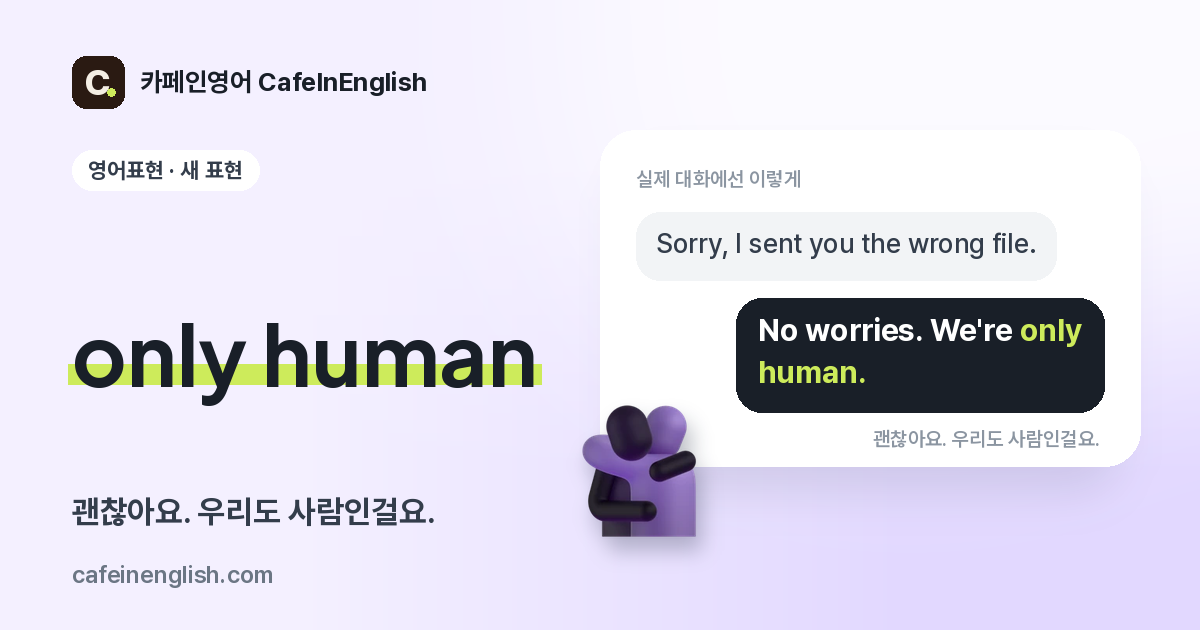 C
카페인영어 CafeInEnglish
영어표현 · 새 표현
only human
괜찮아요. 우리도 사람인걸요.
cafeinenglish.com
실제 대화에선 이렇게
Sorry, I sent you the wrong file.
No worries. We're only
human.
괜찮아요. 우리도 사람인걸요.